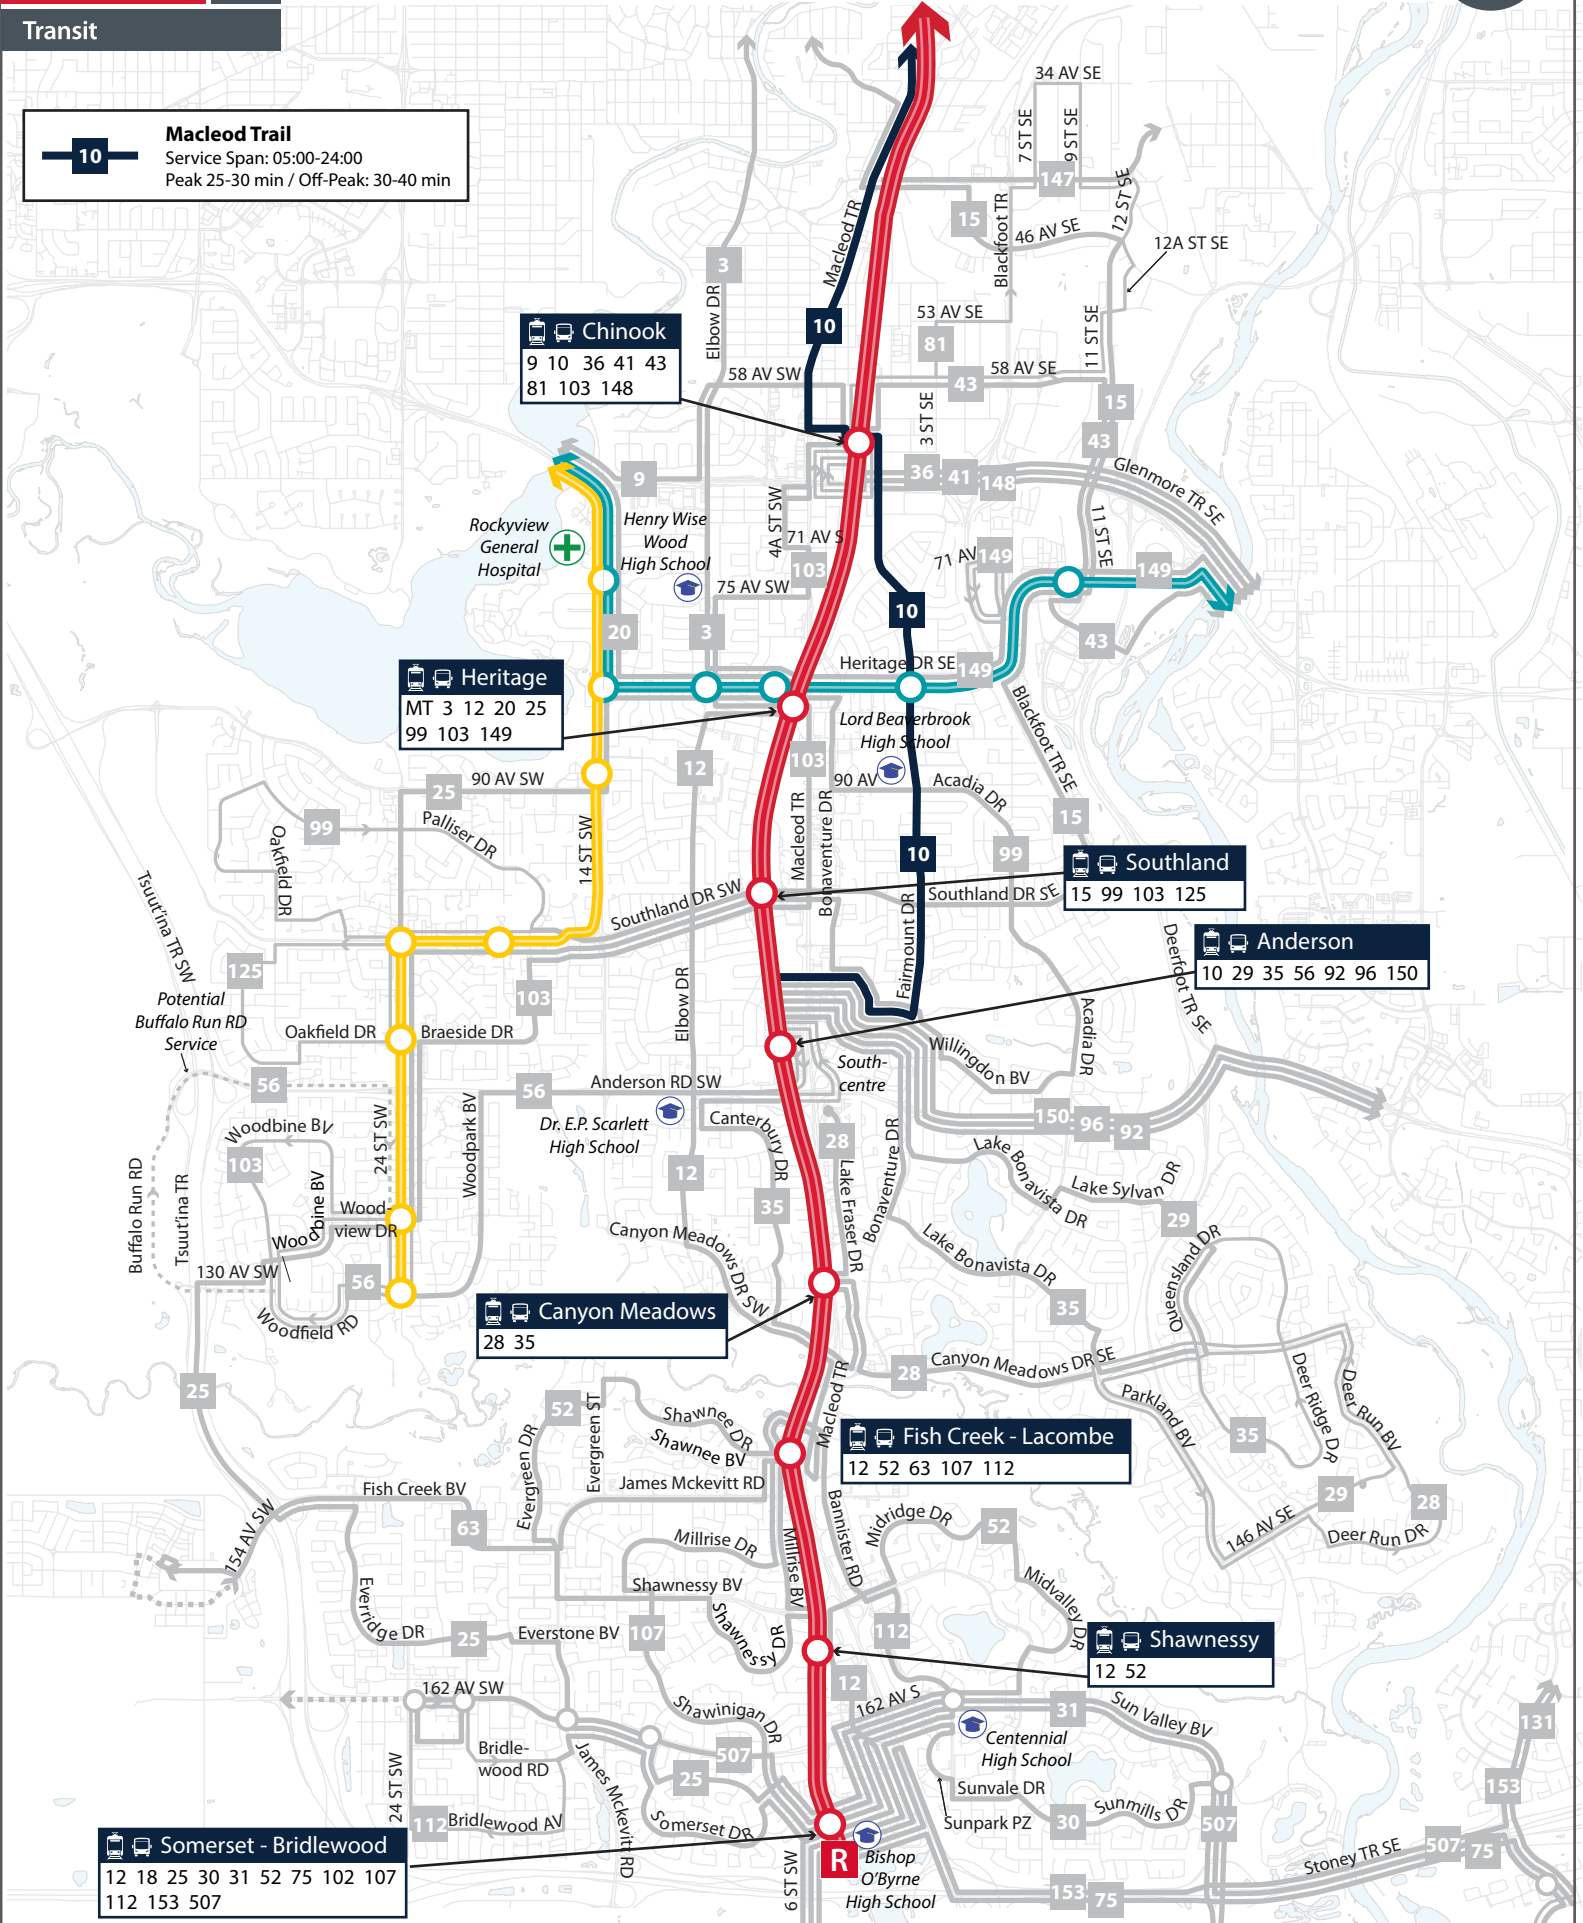 Transit
10
Macleod Trail
Service Span: 05:00-24:00
Peak 25-30 min / Off-Peak: 30-40 min
34 AV SE
7 ST SE
9 ST SE
147
12 ST SE
15
Blackfoot TR
46 AV SE
12A ST SE
Macleod TR
3
Elbow DR
10
53 AV SE
81
11 ST SE
Chinook
9 10 36 41 43
81 103 148
58 AV SW
58 AV SE
43
15
3 ST SE
43
9
36
41
148
Glenmore TR SE
Rockyview
General
Hospital
Henry Wise
Wood
High School
4A ST SW
71 AV S
103
75 AV SW
71 AV
149
11 ST SE
149
10
20
3
43
Heritage DR SE
149
Heritage
MT 3 12 20 25
99 103 149
Lord Beaverbrook
High School
Blackfoot TR SE
12
103
90 AV
Acadia DR
25
90 AV SW
99
Palliser DR
Oakfield DR
14 ST SW
Macleod TR
Bonaventure DR
15
10
99
Southland
15 99 103 125
Tsuut'ina TR SW
Southland DR SW
Southland DR SE
Fairmount DR
Deerfoot TR SE
Anderson
10 29 35 56 92 96 150
125
103
Potential
Buffalo Run RD
Service
Oakfield DR
Braeside DR
Elbow DR
Acadia DR
South-
centre
Willingdon BV
56
56
Anderson RD SW
Dr. E.P. Scarlett
High School
Canterbury DR
28
150
96
92
Woodbine BV
103
24 ST SW
Woodpark BV
Bonaventure DR
Lake Bonavista DR
Lake Sylvan DR
12
35
Lake Fraser DR
29
Buffalo Run RD
Tsuut'ina TR
Woodbine BV
Wood-
view DR
Woodbine BV
130 AV SW
56
Woodfield RD
Canyon Meadows DR SW
Lake Bonavista DR
35
Queensland DR
Canyon Meadows
28 35
25
28
Canyon Meadows DR SE
Macleod TR
Parkland BV
Deer Ridge DR
Deer Run BV
52
Evergreen ST
Shawnee DR
Shawnee BV
Evergreen DR
James Mckevitt RD
Fish Creek - Lacombe
12 52 63 107 112
35
29
28
Fish Creek BV
63
154 AV SW
Millrise DR
Millrise BV
Bannister RD
Midridge DR
52
146 AV SE
Deer Run DR
Shawnessy BV
Midvalley DR
Everridge DR
25
Everstone BV
107
Shawnessy DR
112
Shawnessy
12 52
162 AV SW
12
162 AV S
31
Sun Valley BV
131
Shawinigan DR
507
25
Centennial
High School
Bridle-
wood RD
24 ST SW
James Mckevitt RD
112
Bridlewood AV
Somerset DR
Sunvale DR
Sunpark PZ
30
Sunmills DR
507
153
Somerset - Bridlewood
12 18 25 30 31 52 75 102 107
112 153 507
R
Bishop
O'Byrne
High School
6 ST SW
153
75
Stoney TR SE
507
75